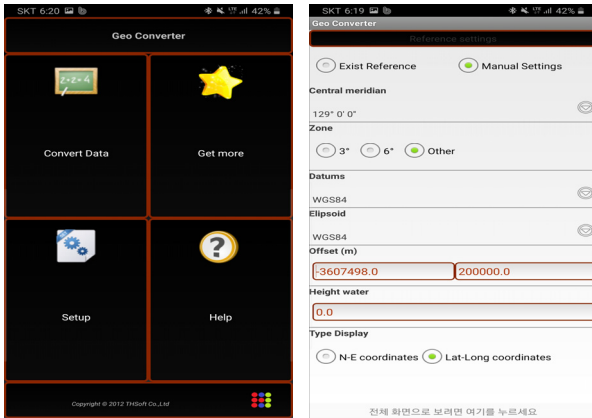 SKT 6:20 42%
Geo Converter
2+2=4
Convert Data
Get more
Setup
Help
Copyright © 2012 THSoft Co.,Ltd
SKT 6:19 42%
Geo Converter
Reference settings
Exist Reference Manual Settings
Central meridian
129° 0' 0"
Zone
3° 6° Other
Datums
WGS84
Elipsoid
WGS84
Offset (m)
-3607498.0 200000.0
Height water
0.0
Type Display
N-E coordinates Lat-Long coordinates
전체 화면으로 보려면 여기를 누르세요